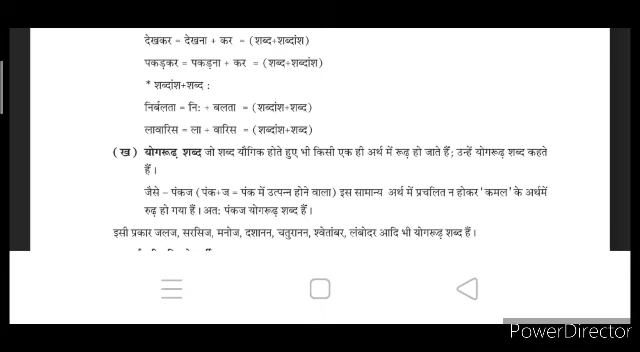 देखकर = देखना + कर = (शब्द+शब्दांश)
पकड़कर = पकड़ना + कर = (शब्द+शब्दांश)
* शब्दांश+शब्द :
निर्बलता = नि: + बलता = (शब्दांश+शब्द)
लावारिस = ला + वारिस = (शब्दांश+शब्द)
(ख) योगरूढ़ शब्द जो शब्द यौगिक होते हुए भी किसी एक ही अर्थ में रूढ़ हो जाते हैं; उन्हें योगरूढ़ शब्द कहते
हैं।
जैसे – पंकज (पंक+ज = पंक में उत्पन्न होने वाला) इस सामान्य अर्थ में प्रचलित न होकर ‘कमल’ के अर्थमें
रुढ़ हो गया हैं। अत: पंकज योगरूढ़ शब्द हैं।
इसी प्रकार जलज, सरसिज, मनोज, दशानन, चतुरानन, श्वेतांबर, लंबोदर आदि भी योगरूढ़ शब्द हैं।
PowerDirector